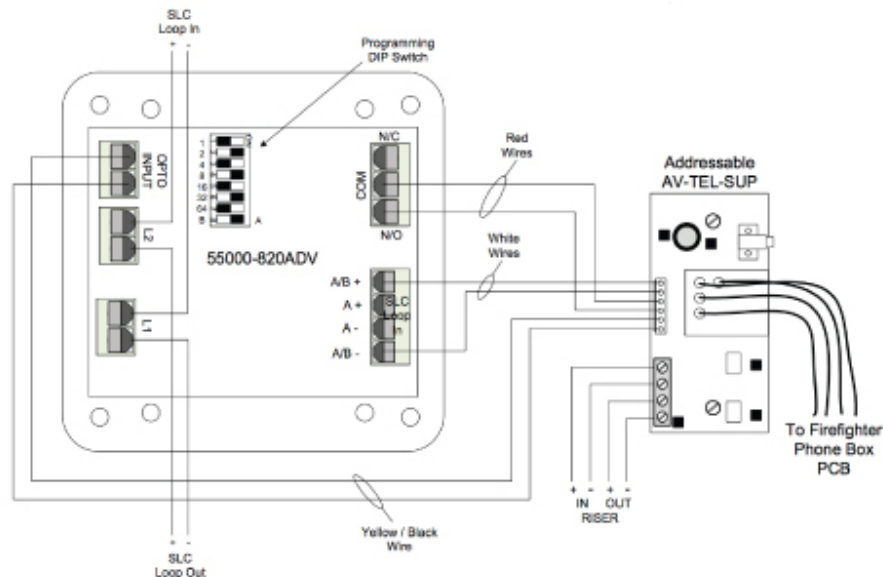 SLC
Loop In
+ -
Programming
DIP Switch
OPTO
INPUT
L2
L1
1
2
4
8
16
32
64
B
A
55000-820ADV
N/C
COM
N/O
A/B +
A +
A -
A/B -
SLC
Loop
In
Red
Wires
White
Wires
Addressable
AV-TEL-SUP
To Firefighter
Phone Box
PCB
+ - + -
IN OUT
RISER
Yellow / Black
Wire
+ -
SLC
Loop Out